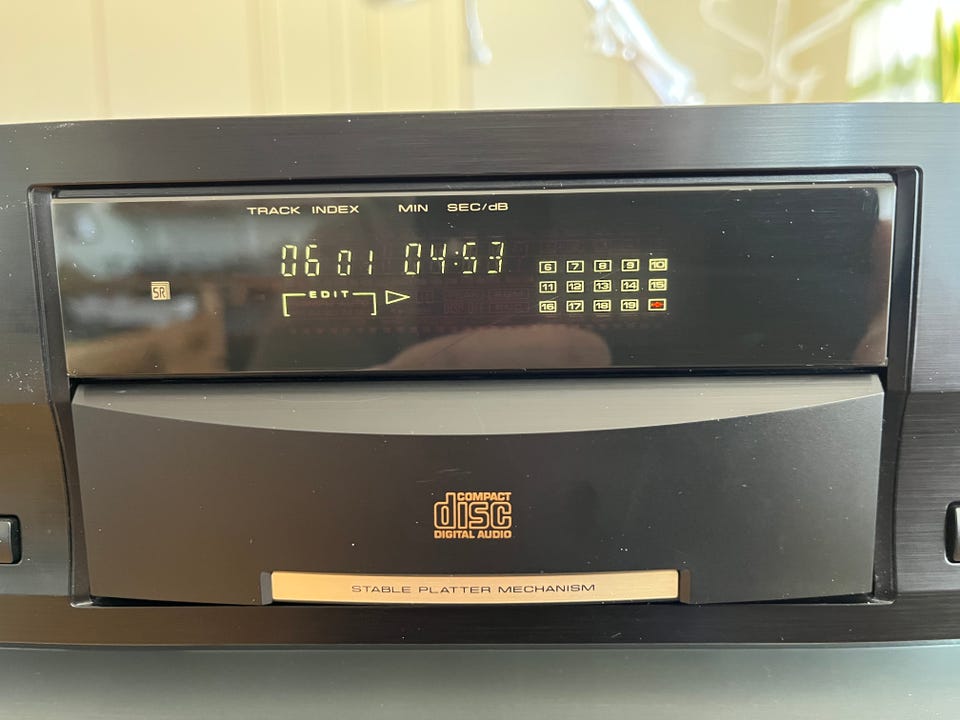 TRACK INDEX MIN SEC/dB
06 01 04:53
EDIT
SR
6 7 8 9 10
11 12 13 14 15
16 17 18 19
COMPACT
disc
DIGITAL AUDIO
STABLE PLATTER MECHANISM